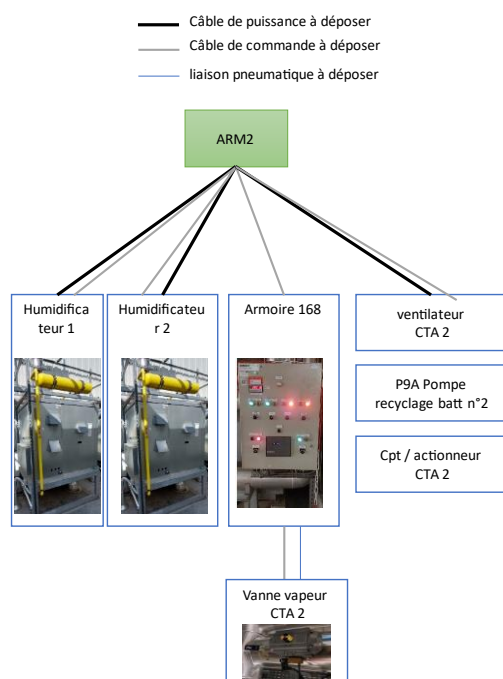 Câble de puissance à déposer
Câble de commande à déposer
liaison pneumatique à déposer
ARM2
Humidifica
teur 1
Humidificateu
r 2
Armoire 168
ventilateur
CTA 2
P9A Pompe
recyclage batt n°2
Cpt / actionneur
CTA 2
Vanne vapeur
CTA 2